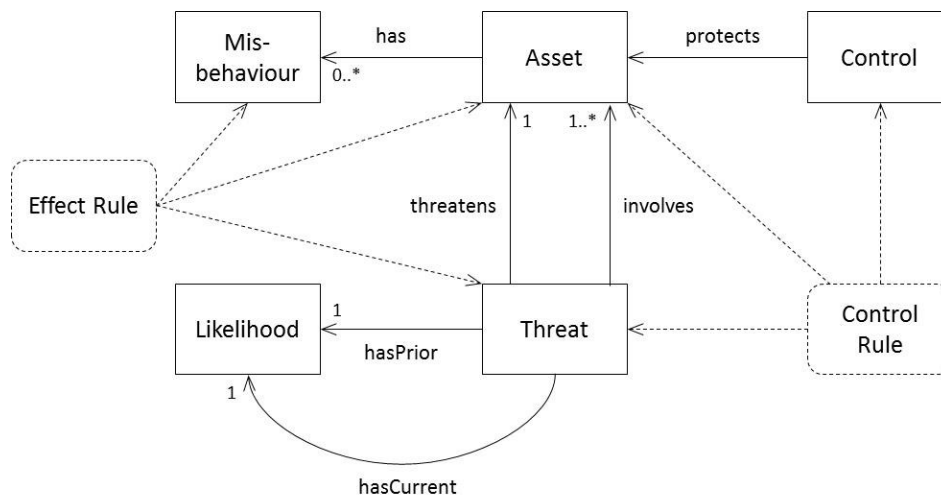 Mis-
behaviour
has
0..*
Asset
protects
Control
1
1..*
Effect Rule
threatens
involves
Likelihood
1
hasPrior
Threat
Control
Rule
1
hasCurrent